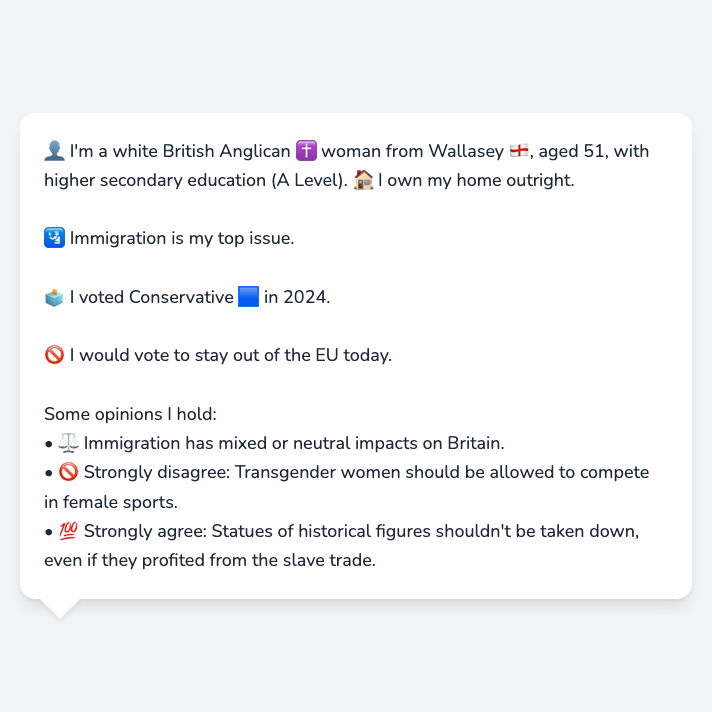 👤 I'm a white British Anglican ✝️ woman from Wallasey 🏴󠁧󠁢󠁥󠁮󠁧󠁿, aged 51, with
higher secondary education (A Level). 🏠 I own my home outright.
🛂 Immigration is my top issue.
🗳️ I voted Conservative 🟦 in 2024.
🚫 I would vote to stay out of the EU today.
Some opinions I hold:
• ⚖️ Immigration has mixed or neutral impacts on Britain.
• 🚫 Strongly disagree: Transgender women should be allowed to compete
in female sports.
• 💯 Strongly agree: Statues of historical figures shouldn't be taken down,
even if they profited from the slave trade.